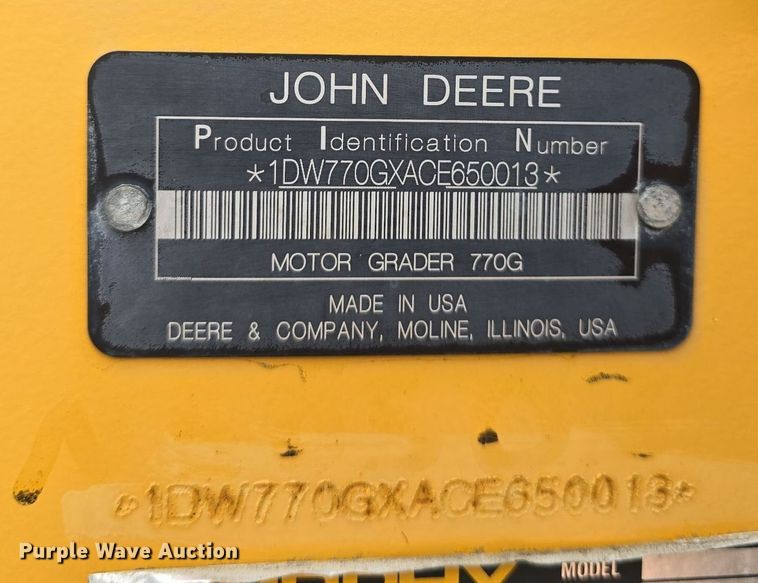 JOHN DEERE
Product Identification Number
*1DW770GXACE650013*
MOTOR GRADER 770G
MADE IN USA
DEERE & COMPANY, MOLINE, ILLINOIS, USA
*1DW770GXACE650013*
Purple Wave Auction
MODEL